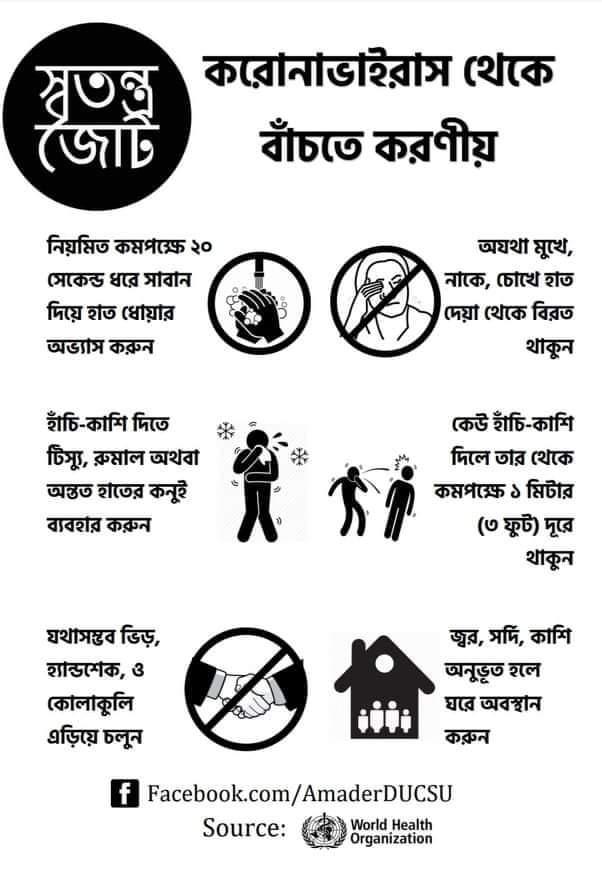 স্বতন্ত্র
জোট
করোনাভাইরাস থেকে
বাঁচতে করণীয়
নিয়মিত কমপক্ষে ২০
সেকেন্ড ধরে সাবান
দিয়ে হাত ধোয়ার
অভ্যাস করুন
অযথা মুখে,
নাকে, চোখে হাত
দেয়া থেকে বিরত
থাকুন
হাঁচি-কাশি দিতে
টিস্যু, রুমাল অথবা
অন্তত হাতের কনুই
ব্যবহার করুন
কেউ হাঁচি-কাশি
দিলে তার থেকে
কমপক্ষে ১ মিটার
(৩ ফুট) দূরে
থাকুন
যথাসম্ভব ভিড়,
হ্যান্ডশেক, ও
কোলাকুলি
এড়িয়ে চলুন
জ্বর, সর্দি, কাশি
অনুভূত হলে
ঘরে অবস্থান
করুন
Facebook.com/AmaderDUCSU
Source: World Health
Organization